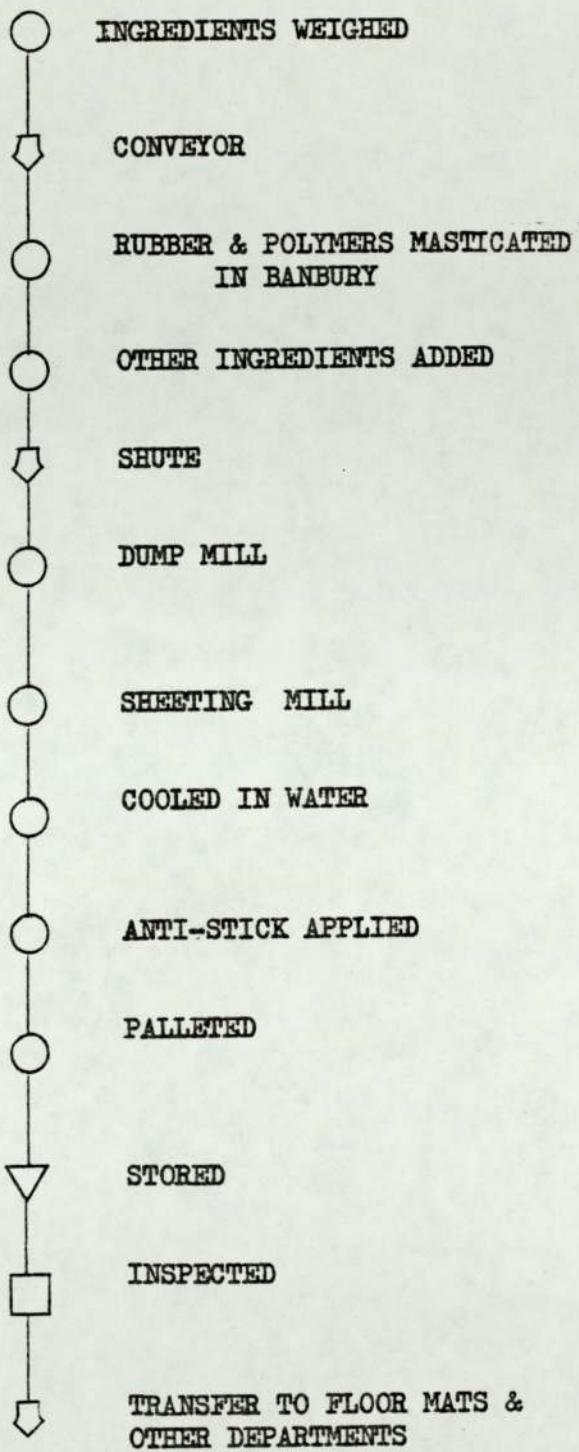 INGREDIENTS WEIGHED
CONVEYOR
RUBBER & POLYMERS MASTICATED
IN BANBURY
OTHER INGREDIENTS ADDED
SHUTE
DUMP MILL
SHEETING MILL
COOLED IN WATER
ANTI-STICK APPLIED
PALLETED
STORED
INSPECTED
TRANSFER TO FLOOR MATS &
OTHER DEPARTMENTS